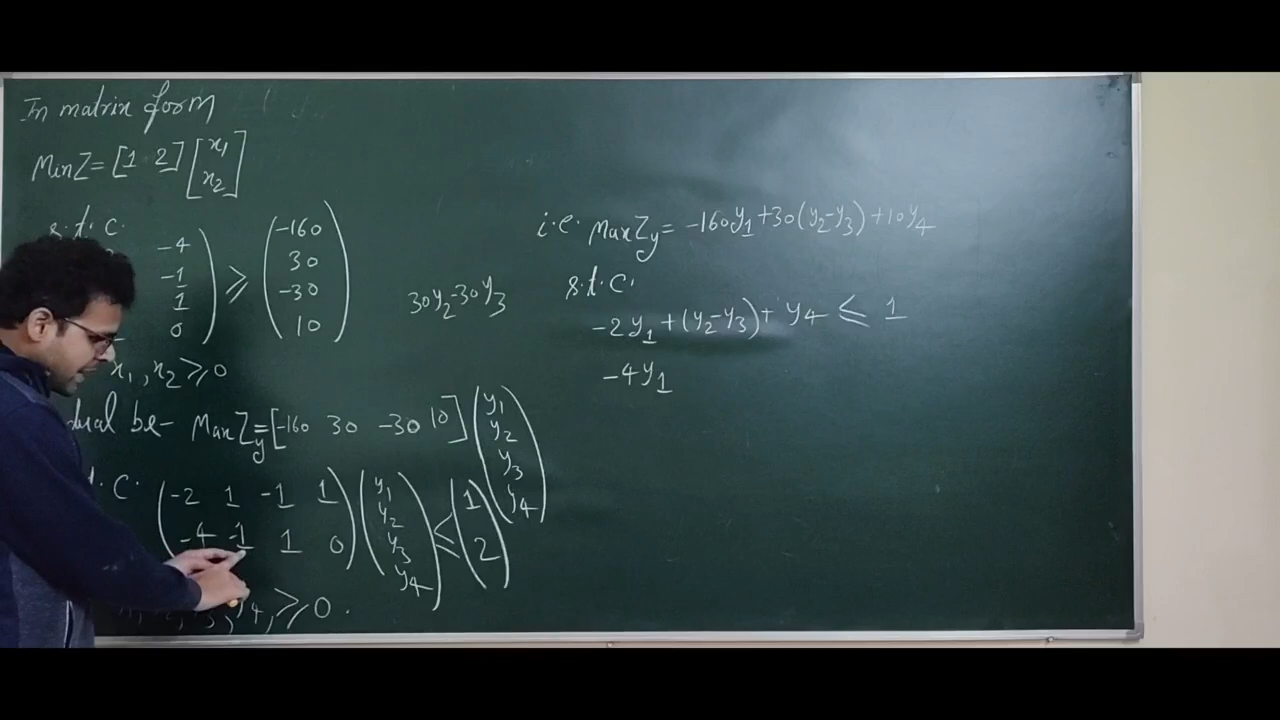 In matrix form
Min Z = [1 2] [x₁
x₂]
s.t.c.
-4
-1
1
0
≥
-160
30
-30
10
30y₂-30y₃
x₁, x₂ ≥ 0
dual be- Max Z_y = [-160 30 -30 10]
y₁
y₂
y₃
y₄
t.c.
-2 1 -1 1
-4 -1 1 0
y₁
y₂
y₃
y₄
≤
1
2
y₄, ≥ 0.
i.e. Max Z_y = -160y₁+30(y₂-y₃)+10y₄
s.t.c.
-2y₁+(y₂-y₃)+y₄ ≤ 1
-4y₁